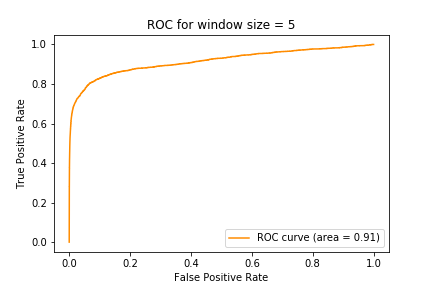 ROC for window size = 5
True Positive Rate
1.0
0.8
0.6
0.4
0.2
0.0
ROC curve (area = 0.91)
0.0 0.2 0.4 0.6 0.8 1.0
False Positive Rate